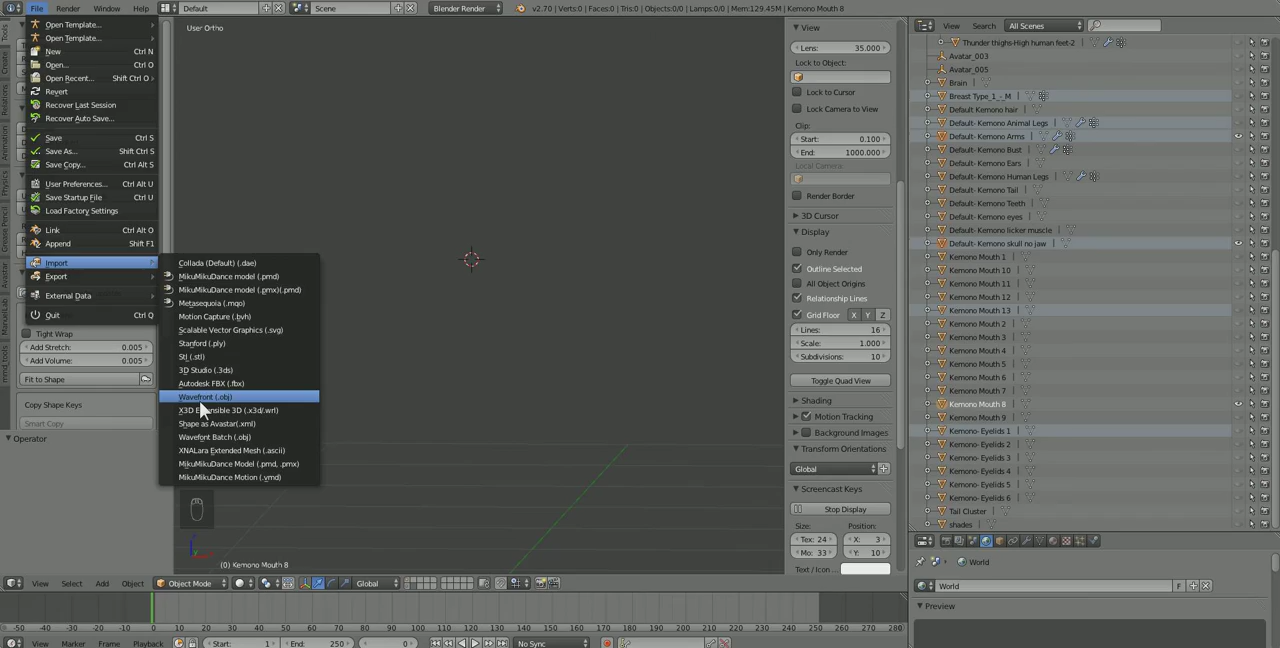 File Render Window Help Default Scene Blender Render v2.70 | Verts:0 | Faces:0 | Tris:0 | Objects:0/0 | Lamps:0/0 | Mem:129.45M | Kemono Mouth 8
View Search All Scenes
Open Template...
Open Template...
New Ctrl N
Open... Ctrl O
Open Recent... Shift Ctrl O
Revert
Recover Last Session
Recover Auto Save...
Save Ctrl S
Save As... Shift Ctrl S
Save Copy... Ctrl Alt S
User Preferences... Ctrl Alt U
Save Startup File Ctrl U
Load Factory Settings
Link Ctrl Alt O
Append Shift F1
Import
Export
External Data
Quit Ctrl Q
Collada (Default) (.dae)
MikuMikuDance model (.pmd)
MikuMikuDance model (.pmx)(.pmd)
Metasequoia (.mqo)
Motion Capture (.bvh)
Scalable Vector Graphics (.svg)
Stanford (.ply)
Stl (.stl)
3D Studio (.3ds)
Autodesk FBX (.fbx)
Wavefront (.obj)
X3D Extensible 3D (.x3d/.wrl)
Shape as Avastar(.xml)
Wavefont Batch (.obj)
XNALara Extended Mesh (.ascii)
MikuMikuDance Model (.pmd, .pmx)
MikuMikuDance Motion (.vmd)
Tools
Create
Relations
Animation
Physics
Grease Pencil
Avastar
ManuelLab
mmd_tools
Tight Wrap
Add Stretch: 0.005
Add Volume: 0.005
Fit to Shape
Copy Shape Keys
Smart Copy
Operator
User Ortho
(0) Kemono Mouth 8
View
Lens: 35.000
Lock to Object:
Lock to Cursor
Lock Camera to View
Clip:
Start: 0.100
End: 1000.000
Local Camera:
Render Border
3D Cursor
Display
Only Render
Outline Selected
All Object Origins
Relationship Lines
Grid Floor X Y Z
Lines: 16
Scale: 1.000
Subdivisions: 10
Toggle Quad View
Shading
Motion Tracking
Background Images
Transform Orientations
Global
Screencast Keys
Stop Display
Size: Position:
Tex: 24 X: 3
Mo: 33 Y: 10
Text / Icon ...
Thunder thighs-High human feet-2
Avatar_003
Avatar_005
Brain
Breast Type_1_-_M
Default Kemono hair
Default- Kemono Animal Legs
Default- Kemono Arms
Default- Kemono Bust
Default- Kemono Ears
Default- Kemono Human Legs
Default- Kemono Tail
Default- Kemono Teeth
Default- Kemono eyes
Default- Kemono licker muscle
Default- Kemono skull no jaw
Kemono Mouth 1
Kemono Mouth 10
Kemono Mouth 11
Kemono Mouth 12
Kemono Mouth 13
Kemono Mouth 2
Kemono Mouth 3
Kemono Mouth 4
Kemono Mouth 5
Kemono Mouth 6
Kemono Mouth 7
Kemono Mouth 8
Kemono Mouth 9
Kemono- Eyelids 1
Kemono- Eyelids 2
Kemono- Eyelids 3
Kemono- Eyelids 4
Kemono- Eyelids 5
Kemono- Eyelids 6
Tail Cluster
shades
World
World F
Preview
View Select Add Object Object Mode Global
0 10 20 30 40 50 60 70 80 90 100 110 120 130 140 150 160 170 180 190 200 210 220 230 240 250 260 270 280
View Marker Frame Playback Start: 1 End: 250 0 No Sync